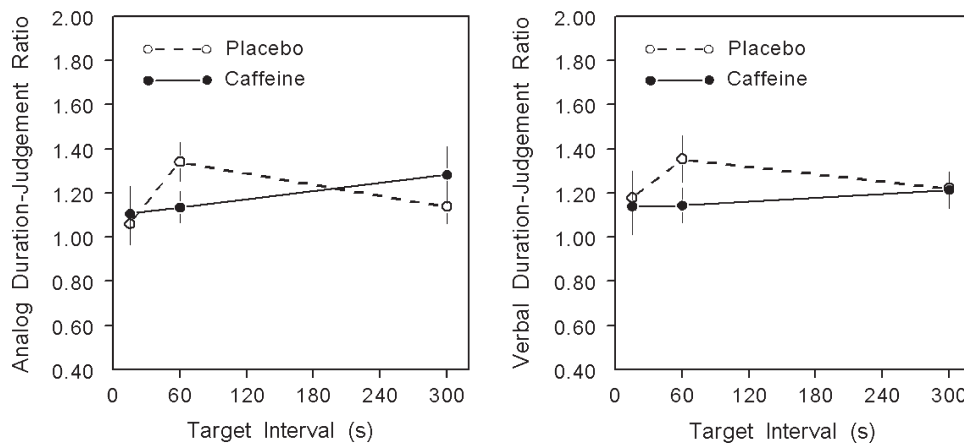 Analog Duration-Judgement Ratio
2.00
1.80
1.60
1.40
1.20
1.00
0.80
0.60
0.40
Placebo
Caffeine
0 60 120 180 240 300
Target Interval (s)
Verbal Duration-Judgement Ratio
2.00
1.80
1.60
1.40
1.20
1.00
0.80
0.60
0.40
Placebo
Caffeine
0 60 120 180 240 300
Target Interval (s)